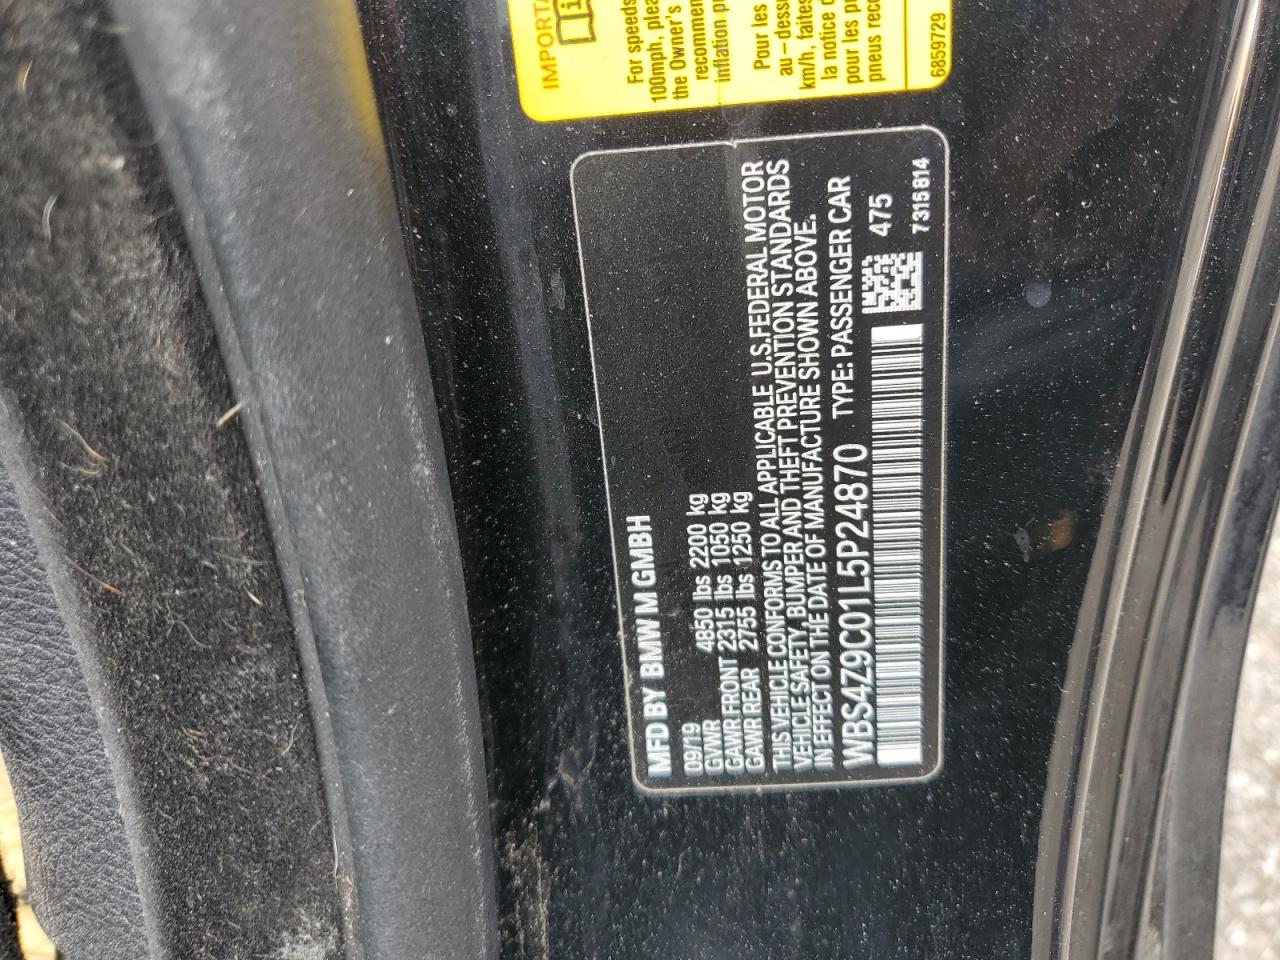 IMPORTA
For speeds
100mph, plea
the Owner's
recommen
inflation p
Pour les
au-dessu
km/h, faites
la notice d
pour les p
pneus reco
6859729
MFD BY BMW M GMBH
09/19
GVWR 4850 lbs 2200 kg
GAWR FRONT 2315 lbs 1050 kg
GAWR REAR 2755 lbs 1250 kg
THIS VEHICLE CONFORMS TO ALL APPLICABLE U.S.FEDERAL MOTOR
VEHICLE SAFETY, BUMPER AND THEFT PREVENTION STANDARDS
IN EFFECT ON THE DATE OF MANUFACTURE SHOWN ABOVE.
WBS4Z9C01L5P24870 TYPE: PASSENGER CAR
475
7315814